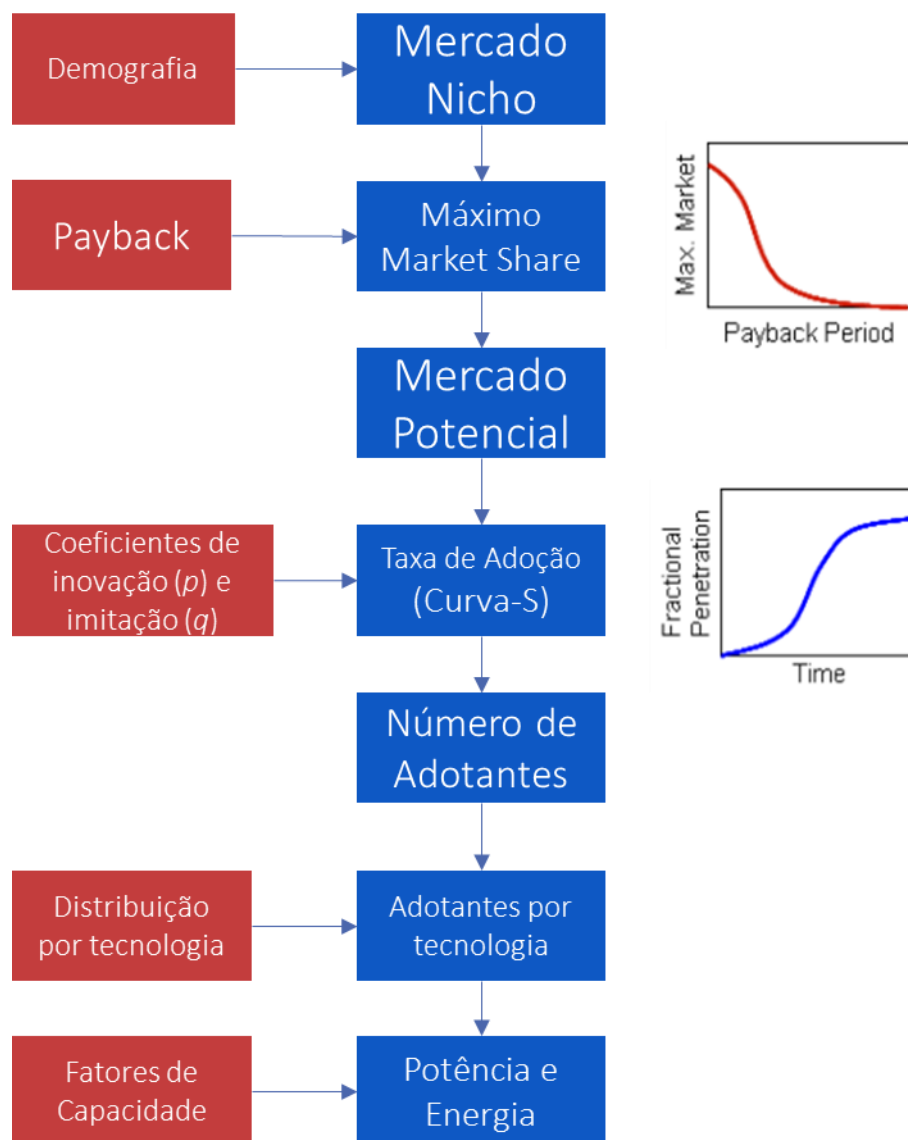 Demografia
Mercado
Nicho
Payback
Máximo
Market Share
Max. Market
Payback Period
Mercado
Potencial
Coeficientes de
inovação (p) e
imitação (q)
Taxa de Adoção
(Curva-S)
Fractional
Penetration
Time
Número de
Adotantes
Distribuição
por tecnologia
Adotantes por
tecnologia
Fatores de
Capacidade
Potência e
Energia